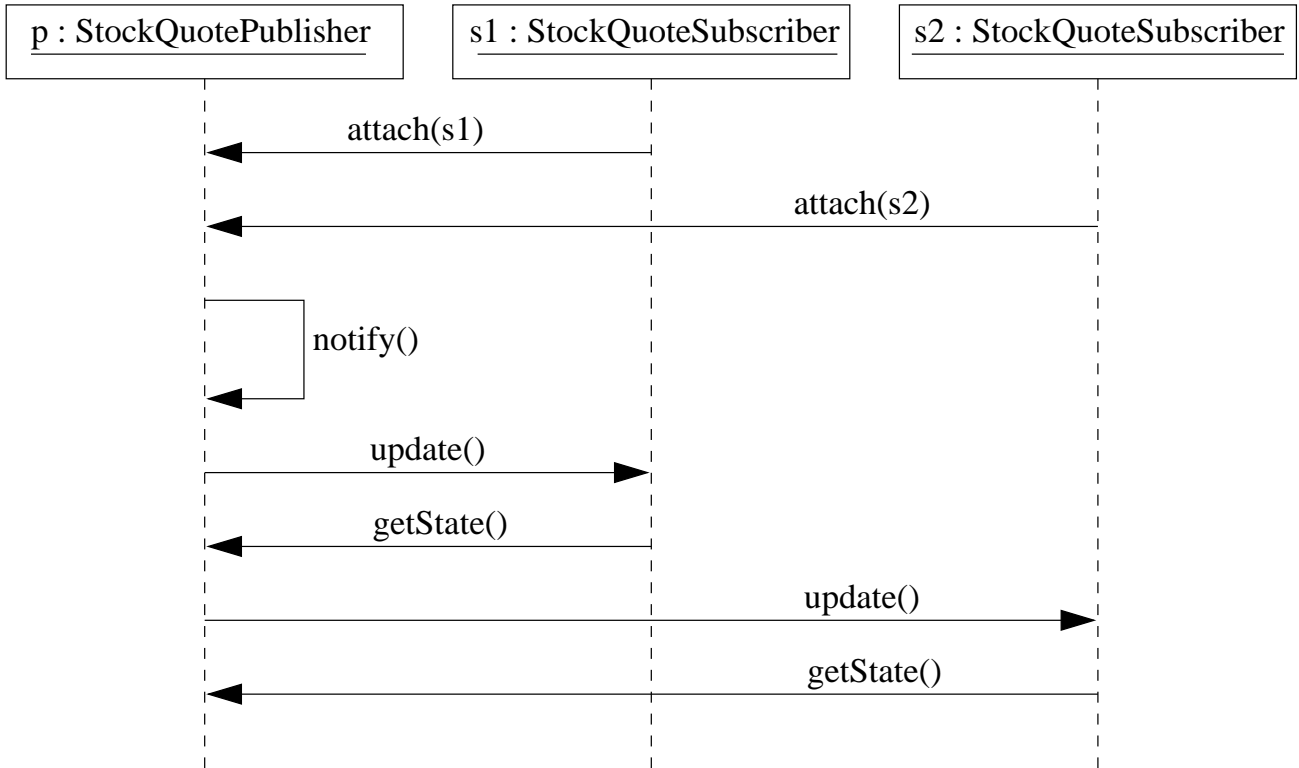 p : StockQuotePublisher
s1 : StockQuoteSubscriber
s2 : StockQuoteSubscriber
attach(s1)
attach(s2)
notify()
update()
getState()
update()
getState()